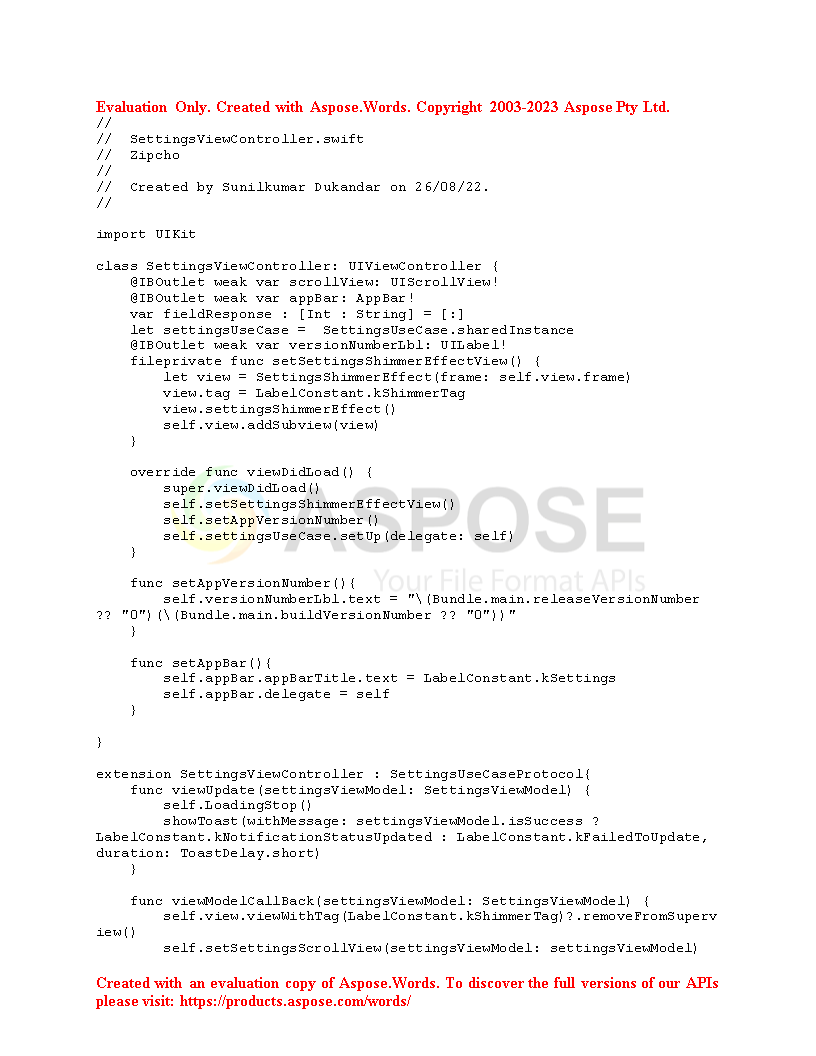 Evaluation Only. Created with Aspose.Words. Copyright 2003-2023 Aspose Pty Ltd.
//
//  SettingsViewController.swift
//  Zipcho
//
//  Created by Sunilkumar Dukandar on 26/08/22.
//

import UIKit

class SettingsViewController: UIViewController {
    @IBOutlet weak var scrollView: UIScrollView!
    @IBOutlet weak var appBar: AppBar!
    var fieldResponse : [Int : String] = [:]
    let settingsUseCase =  SettingsUseCase.sharedInstance
    @IBOutlet weak var versionNumberLbl: UILabel!
    fileprivate func setSettingsShimmerEffectView() {
        let view = SettingsShimmerEffect(frame: self.view.frame)
        view.tag = LabelConstant.kShimmerTag
        view.settingsShimmerEffect()
        self.view.addSubview(view)
    }

    override func viewDidLoad() {
        super.viewDidLoad()
        self.setSettingsShimmerEffectView()
        self.setAppVersionNumber()
        self.settingsUseCase.setUp(delegate: self)
    }
ASPOSE
Your File Format APIs

    func setAppVersionNumber(){
        self.versionNumberLbl.text = "\(Bundle.main.releaseVersionNumber
?? "0")(\(Bundle.main.buildVersionNumber ?? "0"))"
    }

    func setAppBar(){
        self.appBar.appBarTitle.text = LabelConstant.kSettings
        self.appBar.delegate = self
    }

}

extension SettingsViewController : SettingsUseCaseProtocol{
    func viewUpdate(settingsViewModel: SettingsViewModel) {
        self.LoadingStop()
        showToast(withMessage: settingsViewModel.isSuccess ?
LabelConstant.kNotificationStatusUpdated : LabelConstant.kFailedToUpdate,
duration: ToastDelay.short)
    }

    func viewModelCallBack(settingsViewModel: SettingsViewModel) {
        self.view.viewWithTag(LabelConstant.kShimmerTag)?.removeFromSuperv
iew()
        self.setSettingsScrollView(settingsViewModel: settingsViewModel)

Created with an evaluation copy of Aspose.Words. To discover the full versions of our APIs
please visit: https://products.aspose.com/words/